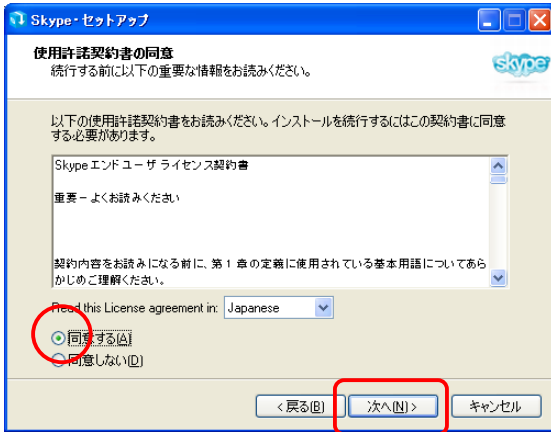 Skype - セットアップ
使用許諾契約書の同意
続行する前に以下の重要な情報をお読みください。
skype
以下の使用許諾契約書をお読みください。インストールを続行するにはこの契約書に同意
する必要があります。
Skype エンド ユーザ ライセンス契約書
重要 - よくお読みください
契約内容をお読みになる前に、第 1 章の定義に使用されている基本用語についてあら
かじめご理解ください。
Read this License agreement in: Japanese
同意する(A)
同意しない(D)
< 戻る(B) 次へ(N) > キャンセル